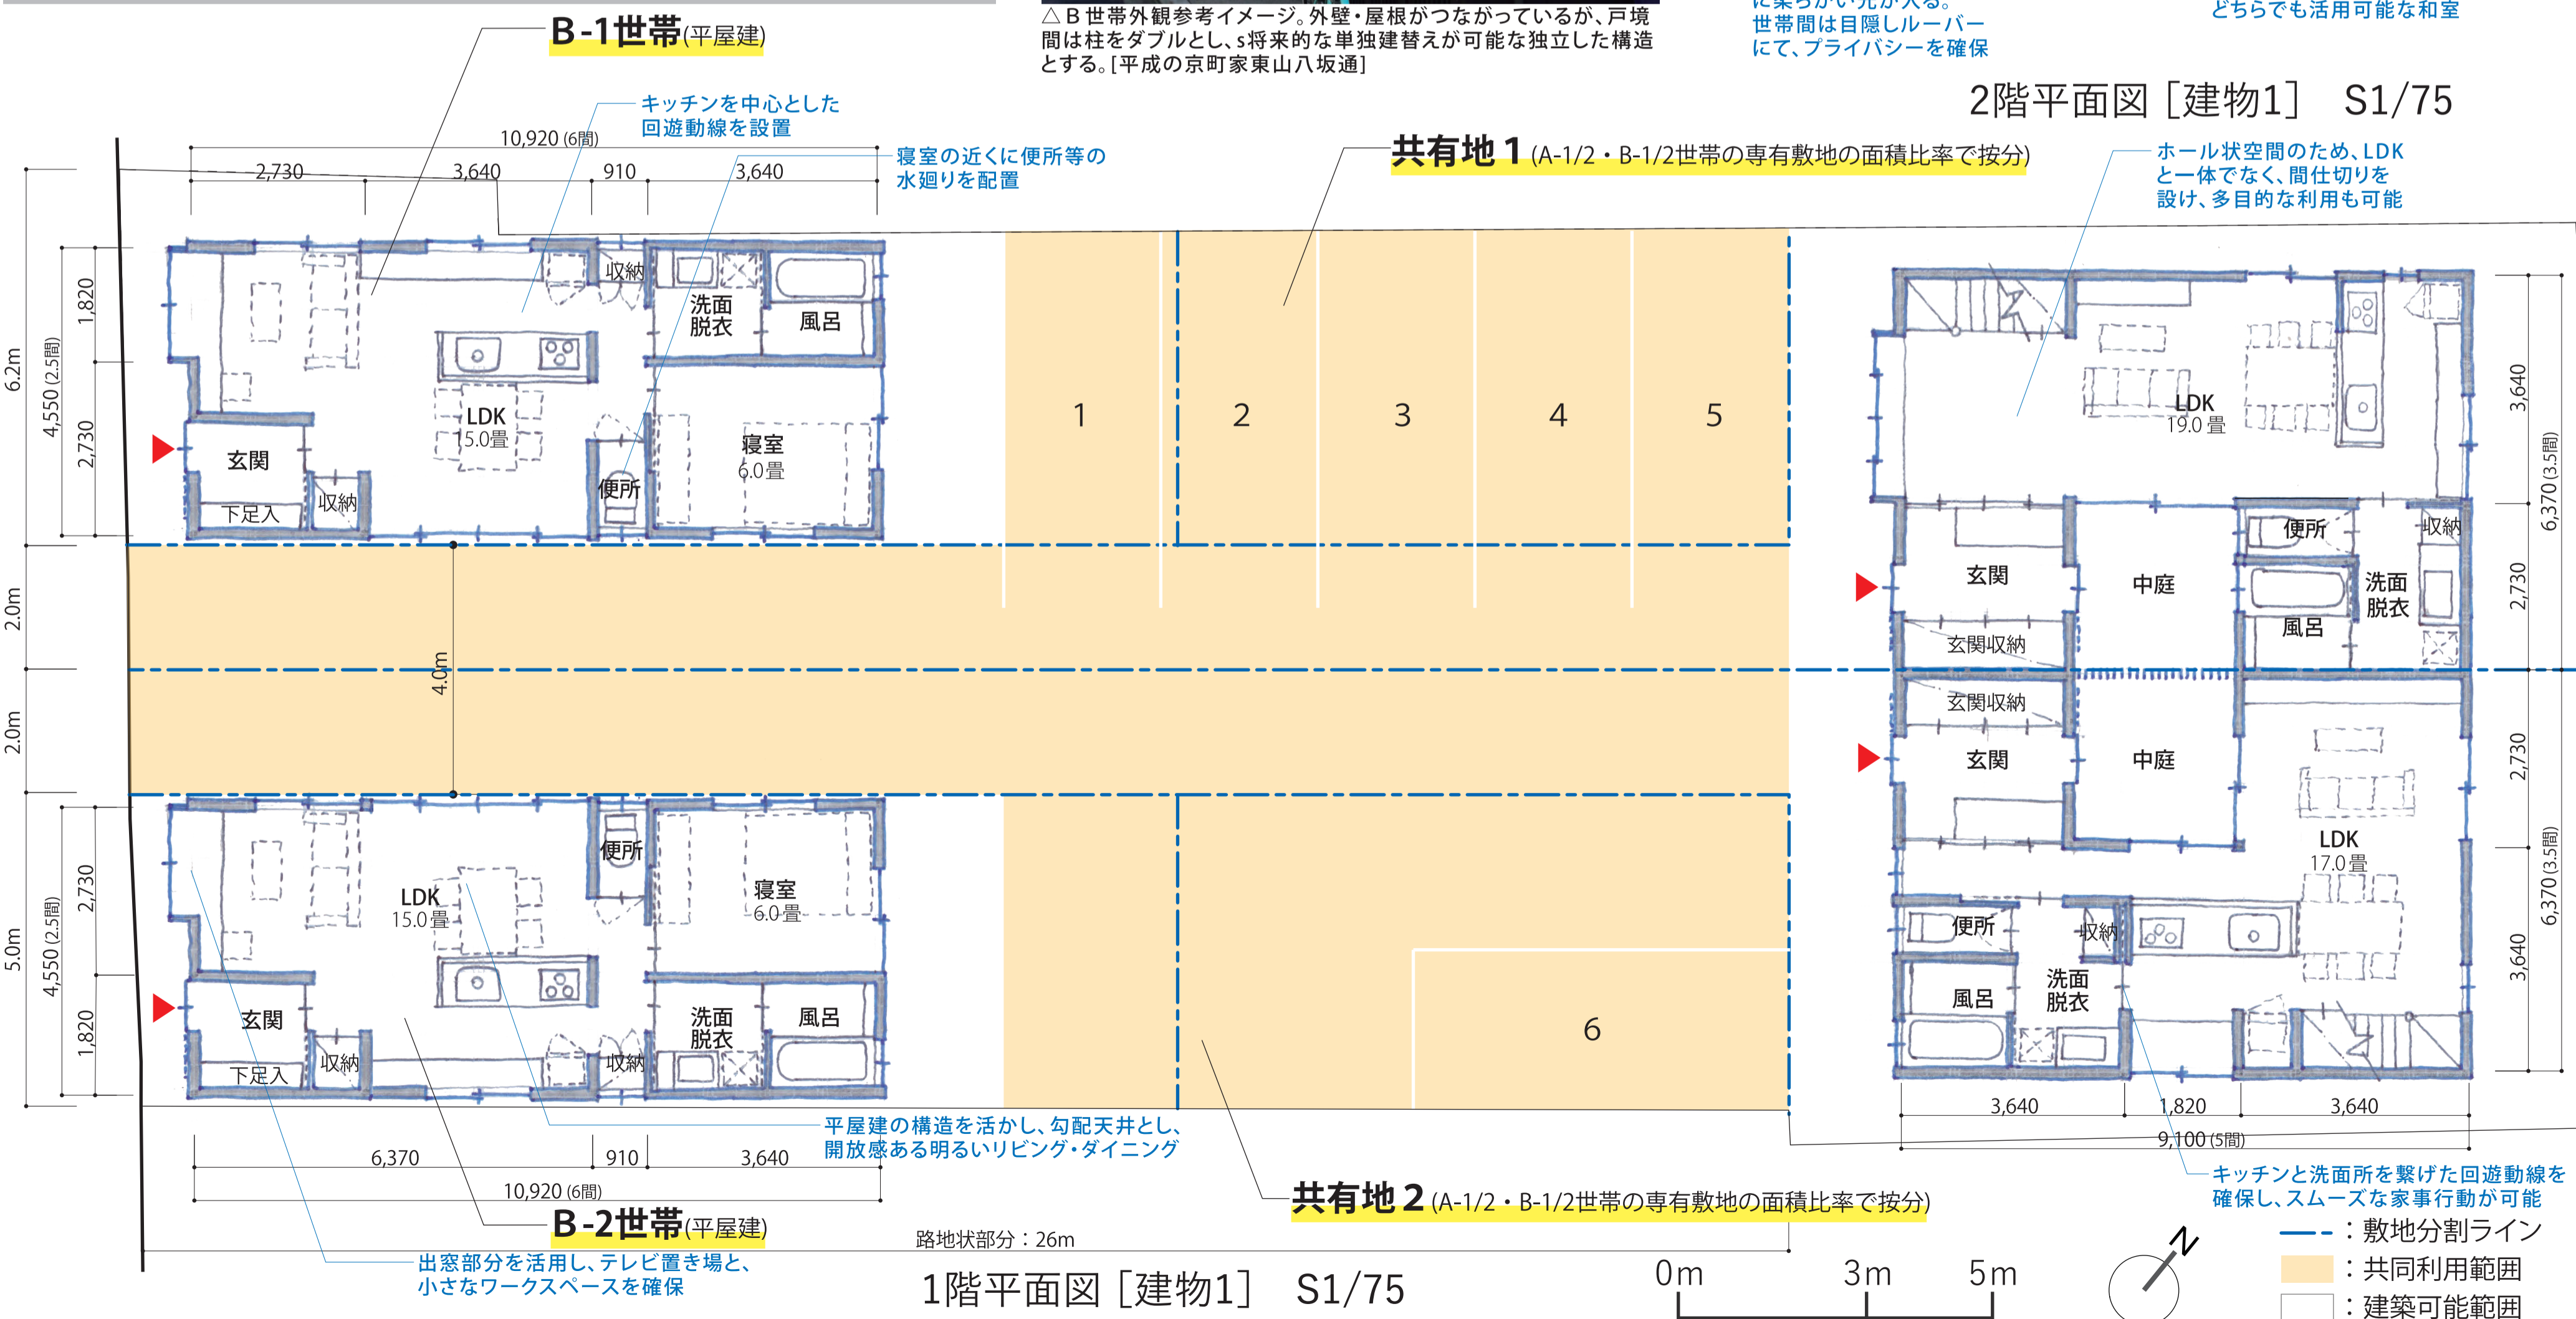 △B世帯外観参考イメージ。外壁・屋根がつながっているが、戸境
間は柱をダブルとし、s将来的な単独建替えが可能な独立した構造
とする。[平成の京町家東山八坂通]
に柔らかい光が入る。
世帯間は目隠しルーバー
にて、プライバシーを確保
どちらでも活用可能な和室
2階平面図［建物1］ S1/75
B-1世帯(平屋建)
キッチンを中心とした
回遊動線を設置
寝室の近くに便所等の
水廻りを配置
共有地1(A-1/2・B-1/2世帯の専有敷地の面積比率で按分)
ホール状空間のため、LDK
と一体でなく、間仕切りを
設け、多目的な利用も可能
10,920(6間)
2,730
3,640
910
3,640
6.2m
4,550(2.5間)
1,820
2,730
2.0m
2.0m
5.0m
4,550(2.5間)
2,730
1,820
収納
洗面
脱衣
風呂
LDK
15.0畳
寝室
6.0畳
玄関
便所
収納
下足入
4.0m
1
2
3
4
5
6
LDK
19.0畳
便所
収納
玄関
中庭
洗面
脱衣
風呂
玄関収納
玄関収納
玄関
中庭
LDK
17.0畳
便所
収納
洗面
脱衣
風呂
3,640
2,730
6,370(3.5間)
2,730
3,640
6,370(3.5間)
3,640
1,820
3,640
9,100(5間)
便所
LDK
15.0畳
寝室
6.0畳
玄関
収納
下足入
収納
洗面
脱衣
風呂
平屋建の構造を活かし、勾配天井とし、
開放感ある明るいリビング・ダイニング
6,370
910
3,640
10,920(6間)
B-2世帯(平屋建)
出窓部分を活用し、テレビ置き場と、
小さなワークスペースを確保
共有地2(A-1/2・B-1/2世帯の専有敷地の面積比率で按分)
路地状部分：26m
1階平面図［建物1］ S1/75
キッチンと洗面所を繋げた回遊動線を
確保し、スムーズな家事行動が可能
0m 3m 5m
N
：敷地分割ライン
：共同利用範囲
：建築可能範囲